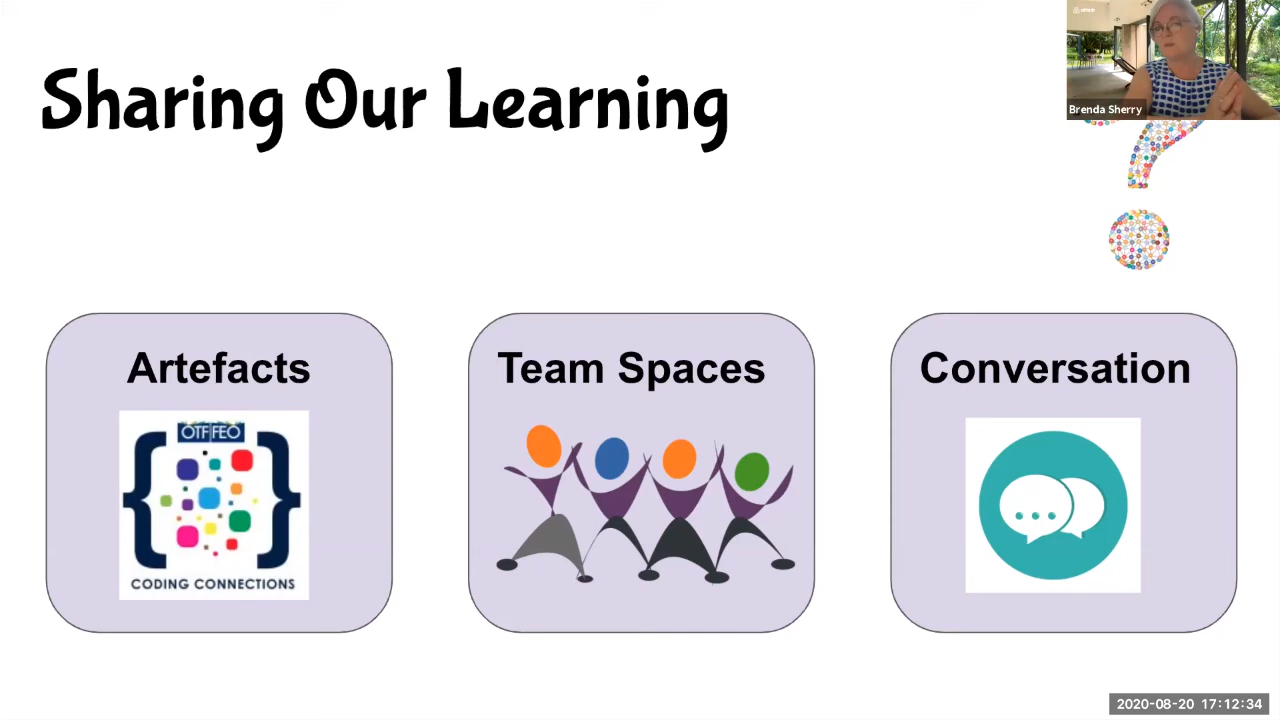 Sharing Our Learning
Brenda Sherry
Artefacts
OTF|FEO
CODING CONNECTIONS
Team Spaces
Conversation
2020-08-20 17:12:34